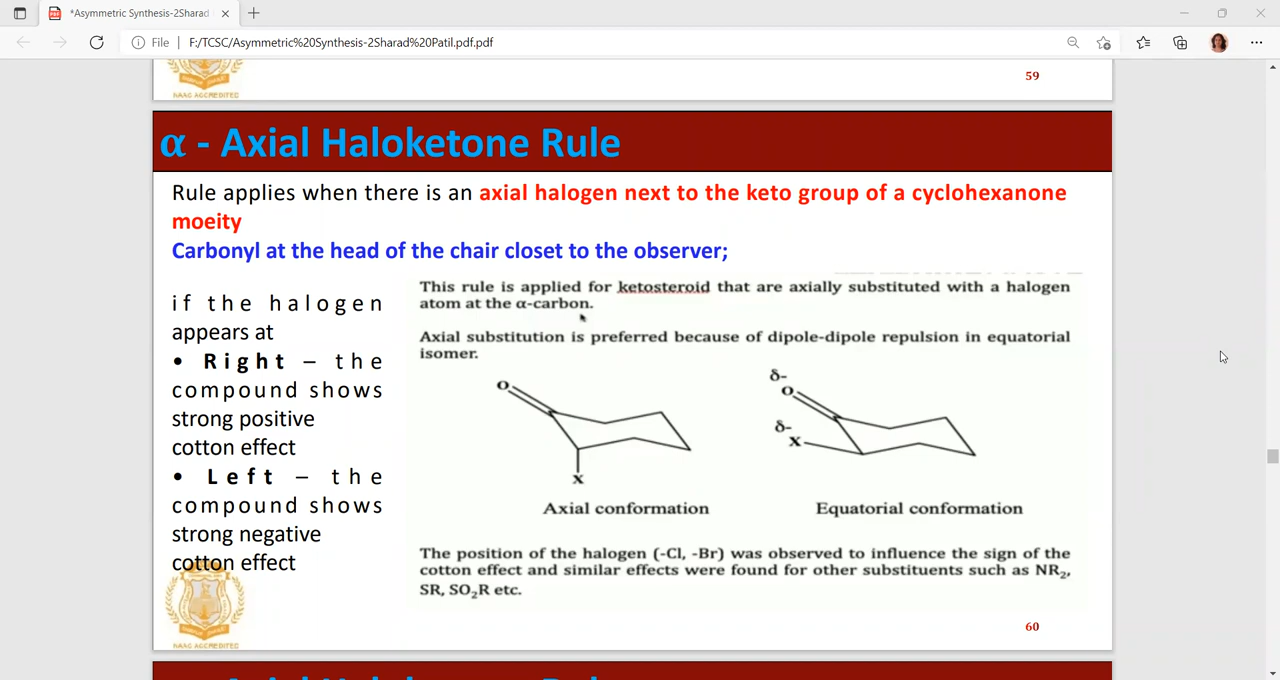 *Asymmetric Synthesis-2Sharad
File
F:/TCSC/Asymmetric%20Synthesis-2Sharad%20Patil.pdf.pdf
NAAC ACCREDITED
59
α - Axial Haloketone Rule
Rule applies when there is an axial halogen next to the keto group of a cyclohexanone
moeity
Carbonyl at the head of the chair closet to the observer;
if the halogen
appears at
• Right – the
compound shows
strong positive
cotton effect
• Left – the
compound shows
strong negative
cotton effect
This rule is applied for ketosteroid that are axially substituted with a halogen
atom at the α-carbon.
Axial substitution is preferred because of dipole-dipole repulsion in equatorial
isomer.
O
X
Axial conformation
δ-
O
δ-
X
Equatorial conformation
The position of the halogen (-Cl, -Br) was observed to influence the sign of the
cotton effect and similar effects were found for other substituents such as NR₂,
SR, SO₂R etc.
NAAC ACCREDITED
60